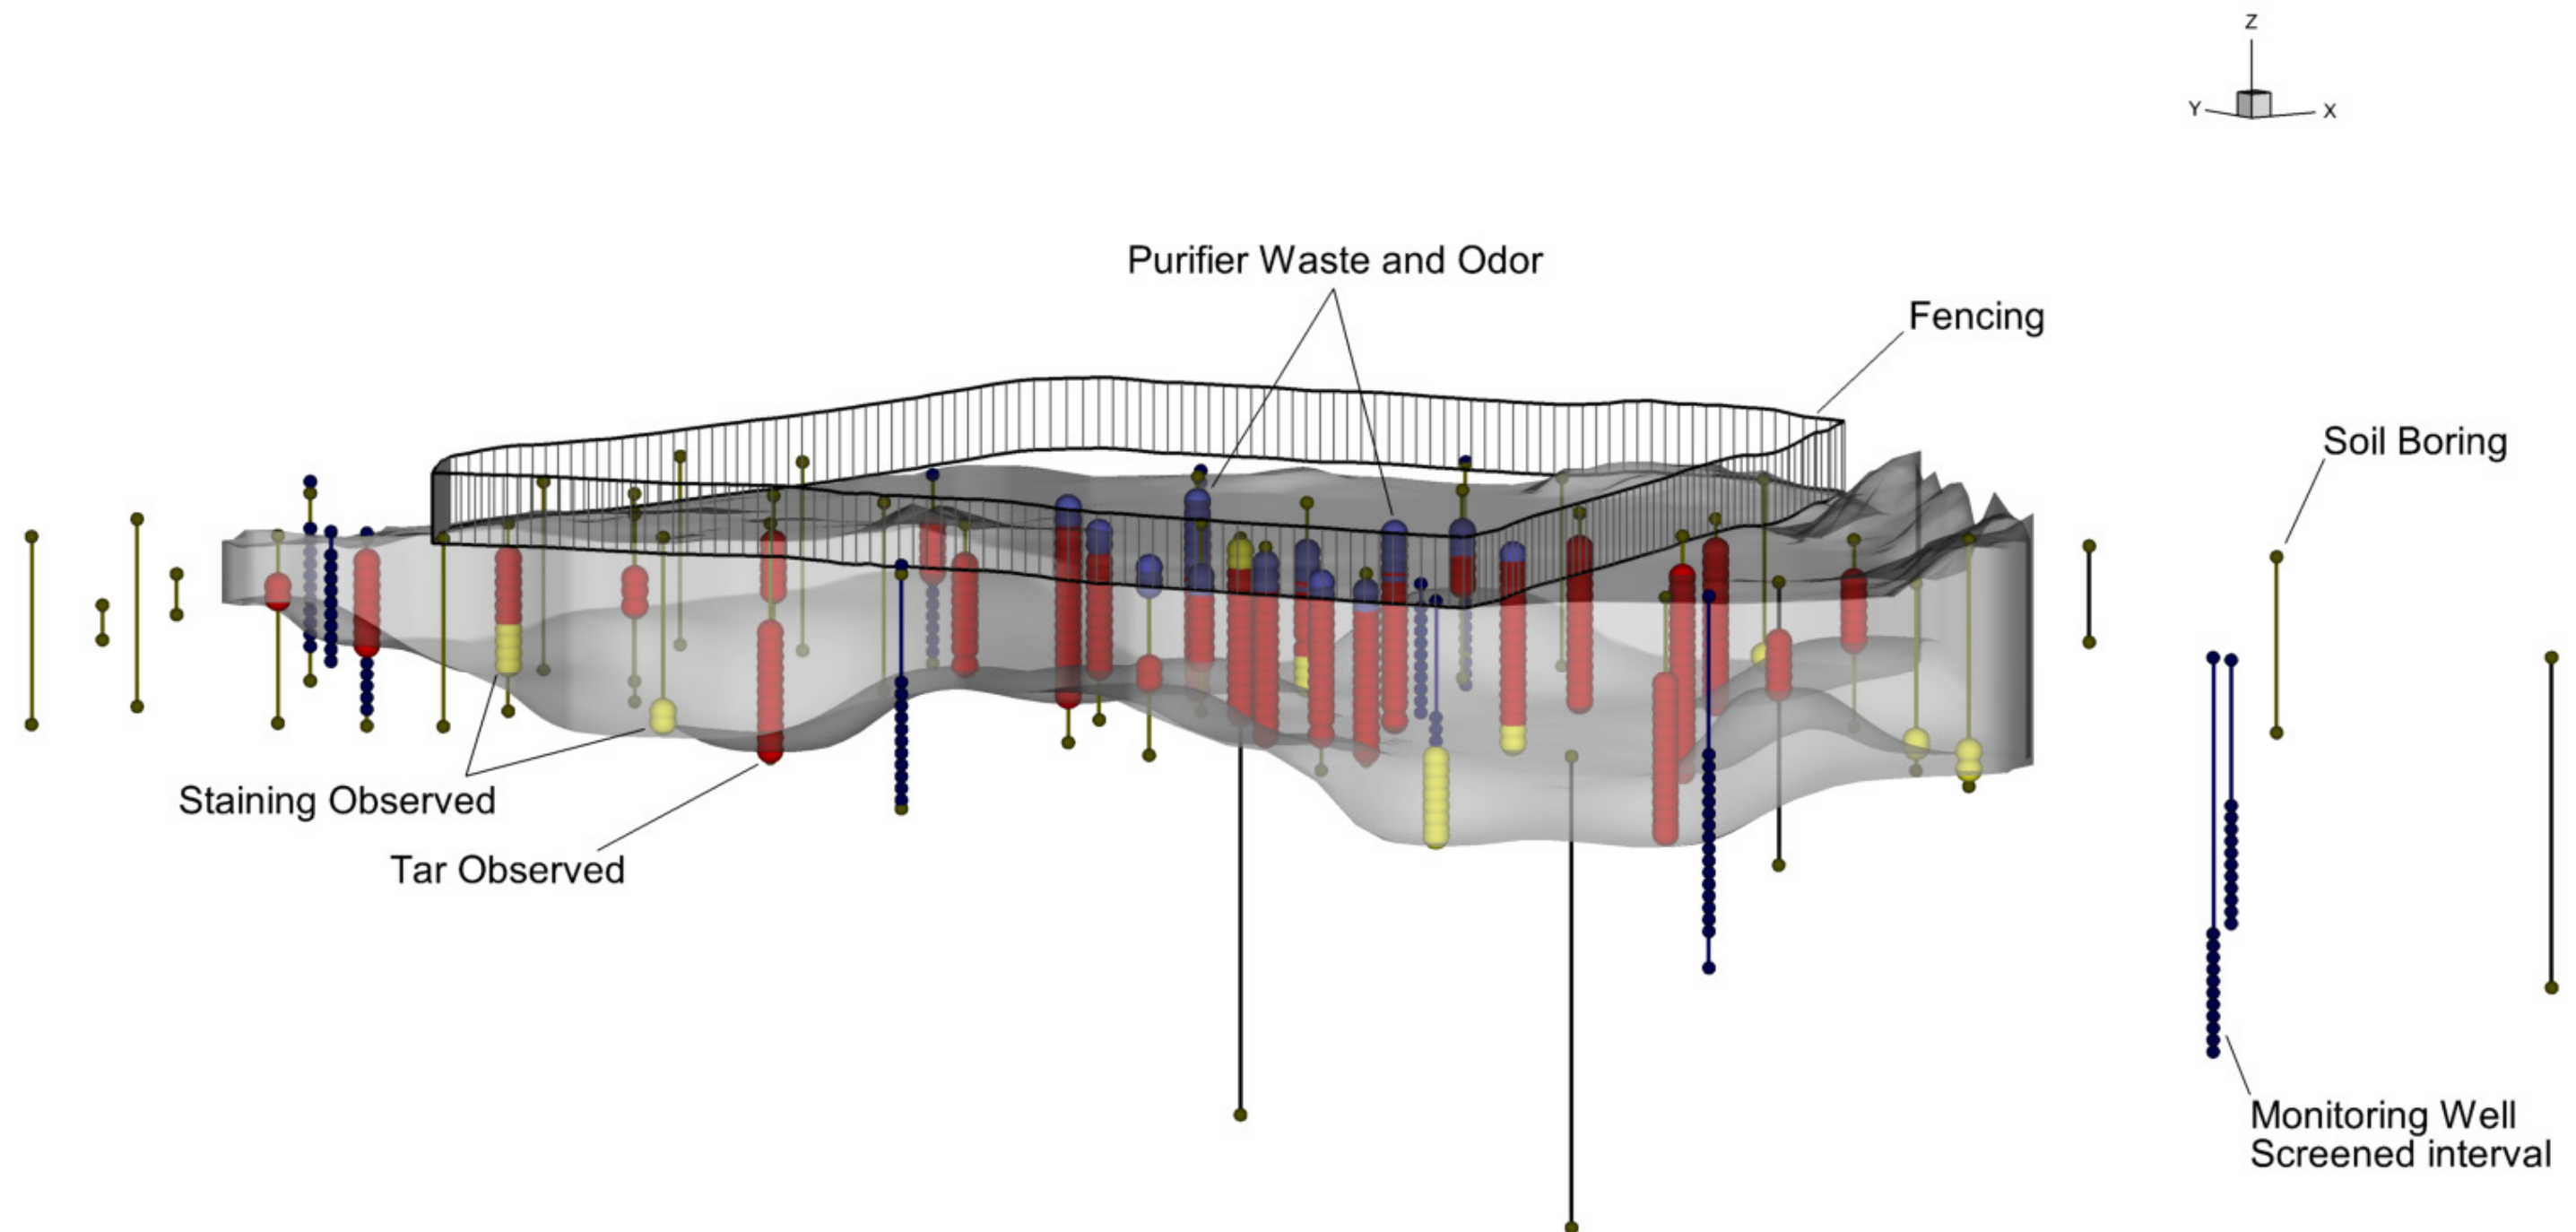 Z
Y
X
Purifier Waste and Odor
Fencing
Soil Boring
Staining Observed
Tar Observed
Monitoring Well
Screened interval